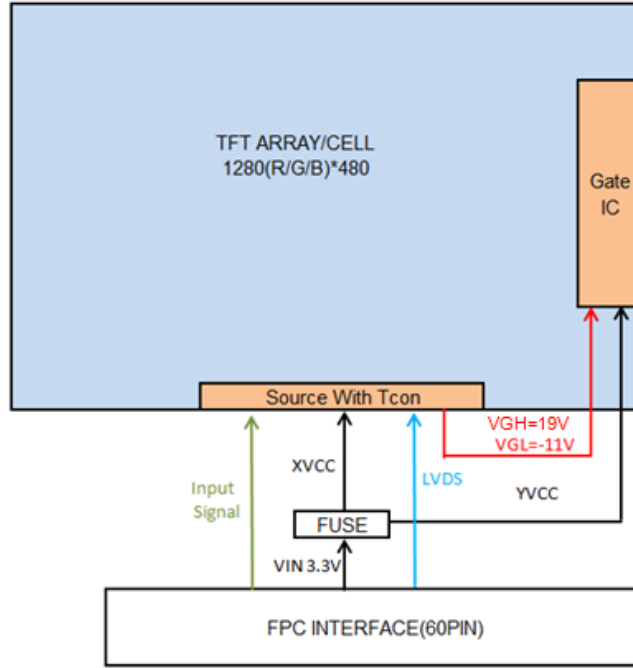 TFT ARRAY/CELL
1280(R/G/B)*480
Gate
IC
Source With Tcon
VGH=19V
VGL=-11V
XVCC
LVDS
YVCC
Input
Signal
FUSE
VIN 3.3V
FPC INTERFACE(60PIN)